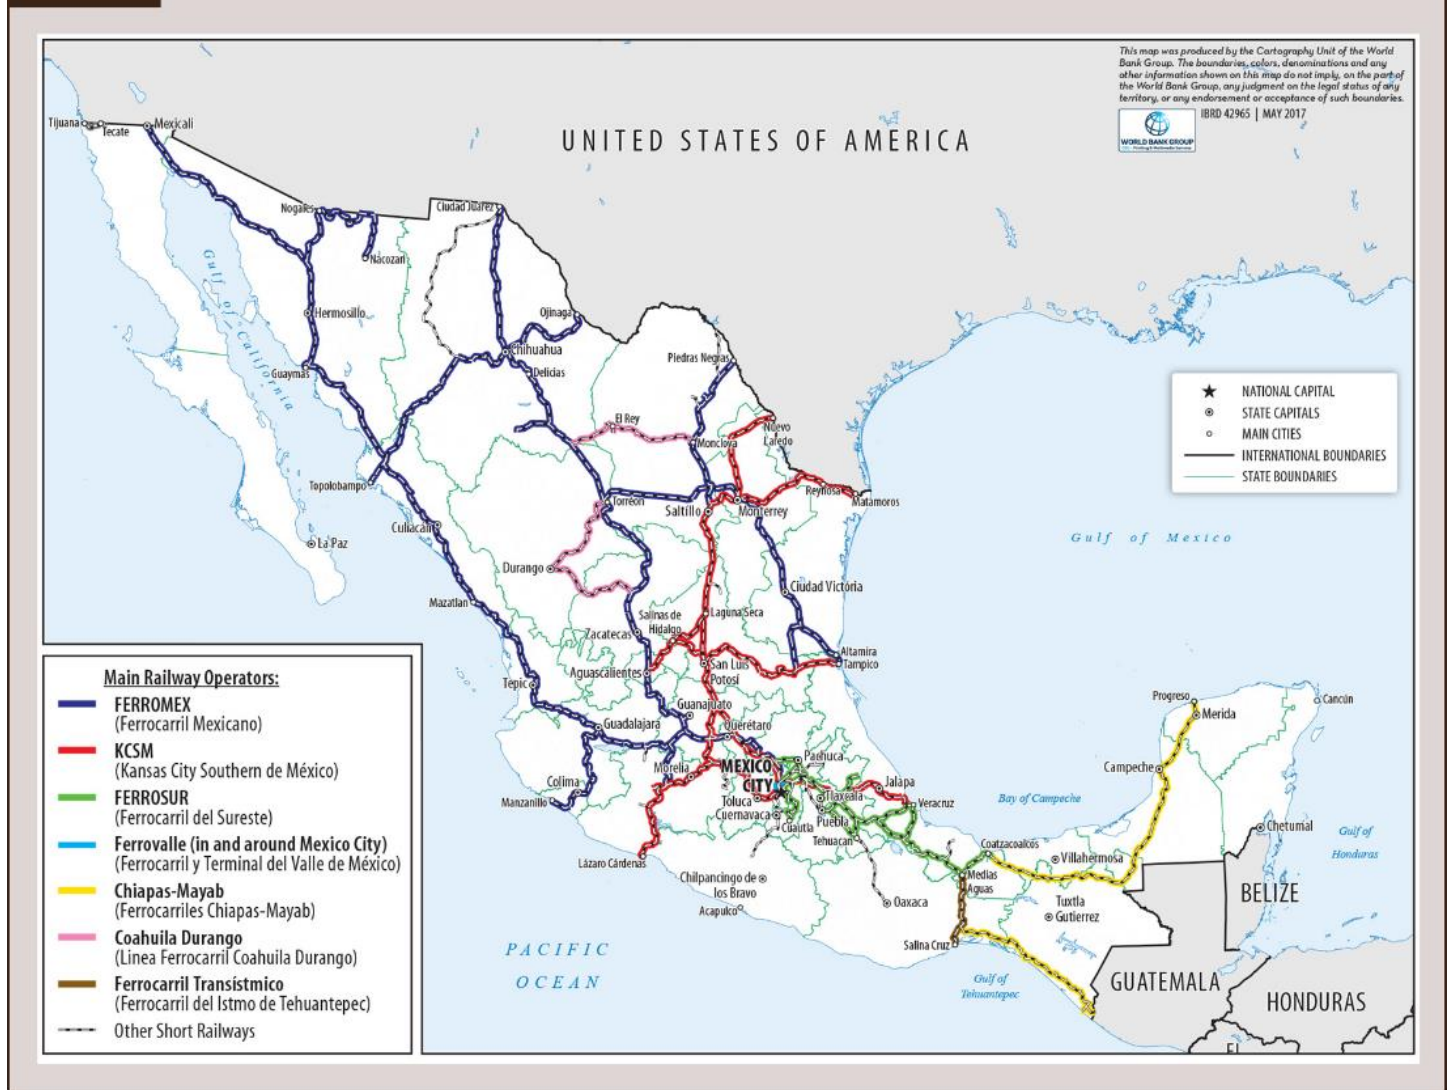 This map was produced by the Cartography Unit of the World
Bank Group. The boundaries, colors, denominations and any
other information shown on this map do not imply, on the part of
the World Bank Group, any judgment on the legal status of any
territory, or any endorsement or acceptance of such boundaries.
IBRD 42965 | MAY 2017
WORLD BANK GROUP
UNITED STATES OF AMERICA
Tijuana
Tecate
Mexicali
Nogales
Ciudad Juarez
Nacozari
Gulf of California
Hermosillo
Ojinaga
Chihuahua
Piedras Negras
Guaymas
Delicias
NATIONAL CAPITAL
STATE CAPITALS
MAIN CITIES
INTERNATIONAL BOUNDARIES
STATE BOUNDARIES
El Rey
Nuevo
Laredo
Monclova
Topolobampo
Torreón
Reynosa
Matamoros
Saltillo
Monterrey
Culiacán
La Paz
Gulf of Mexico
Durango
Ciudad Victoria
Mazatlan
Salinas de
Hidalgo
Laguna Seca
Zacatecas
Altamira
Tampico
Aguascalientes
San Luis
Potosí
Tepic
Guanajuato
Progreso
Cancún
Merida
Guadalajara
Querétaro
Pachuca
MEXICO
CITY
Morelia
Campeche
Colima
Jalapa
Manzanillo
Toluca
Tlaxcala
Veracruz
Bay of Campeche
Cuernavaca
Puebla
Cuautla
Chetumal
Gulf of
Honduras
Tehuacan
Coatzacoalcos
Villahermosa
Lázaro Cárdenas
Chilpancingo de
los Bravo
Medias
Aguas
BELIZE
Acapulco
Oaxaca
Tuxtla
Gutierrez
Salina Cruz
PACIFIC
OCEAN
Gulf of
Tehuantepec
GUATEMALA
HONDURAS
EL
Main Railway Operators:
FERROMEX
(Ferrocarril Mexicano)
KCSM
(Kansas City Southern de México)
FERROSUR
(Ferrocarril del Sureste)
Ferrovalle (in and around Mexico City)
(Ferrocarril y Terminal del Valle de México)
Chiapas-Mayab
(Ferrocarriles Chiapas-Mayab)
Coahuila Durango
(Linea Ferrocarril Coahuila Durango)
Ferrocarril Transístmico
(Ferrocarril del Istmo de Tehuantepec)
Other Short Railways